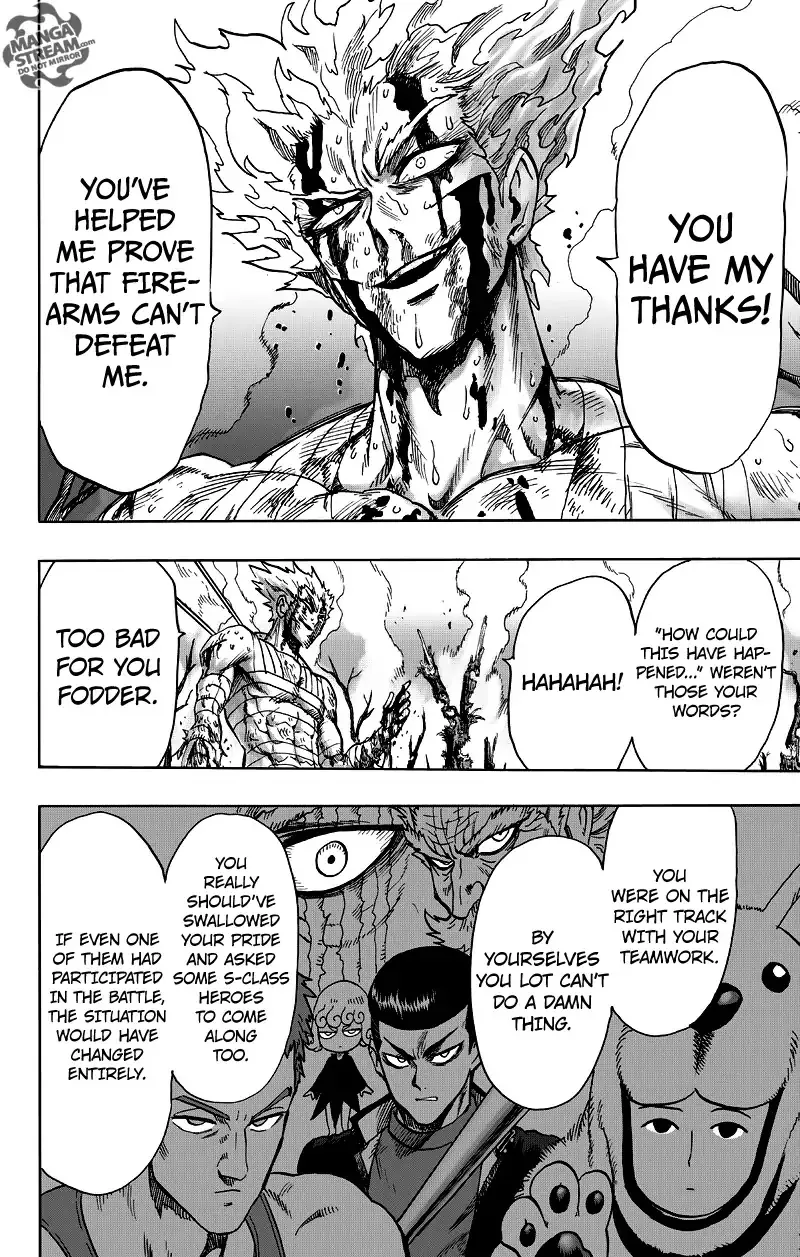 MANGA
STREAM.com
DO NOT MIRROR!
YOU
HAVE MY
THANKS!
YOU'VE
HELPED
ME PROVE
THAT FIRE-
ARMS CAN'T
DEFEAT
ME.
"HOW COULD
THIS HAVE HAP-
PENED..." WEREN'T
THOSE YOUR
WORDS?
HAHAHAH!
TOO BAD
FOR YOU
FODDER.
YOU
WERE ON THE
RIGHT TRACK
WITH YOUR
TEAMWORK.
BY
YOURSELVES
YOU LOT CAN'T
DO A DAMN
THING.
YOU
REALLY
SHOULD'VE
SWALLOWED
YOUR PRIDE
AND ASKED
SOME S-CLASS
HEROES
TO COME
ALONG
TOO.
IF EVEN ONE
OF THEM HAD
PARTICIPATED
IN THE BATTLE,
THE SITUATION
WOULD HAVE
CHANGED
ENTIRELY.